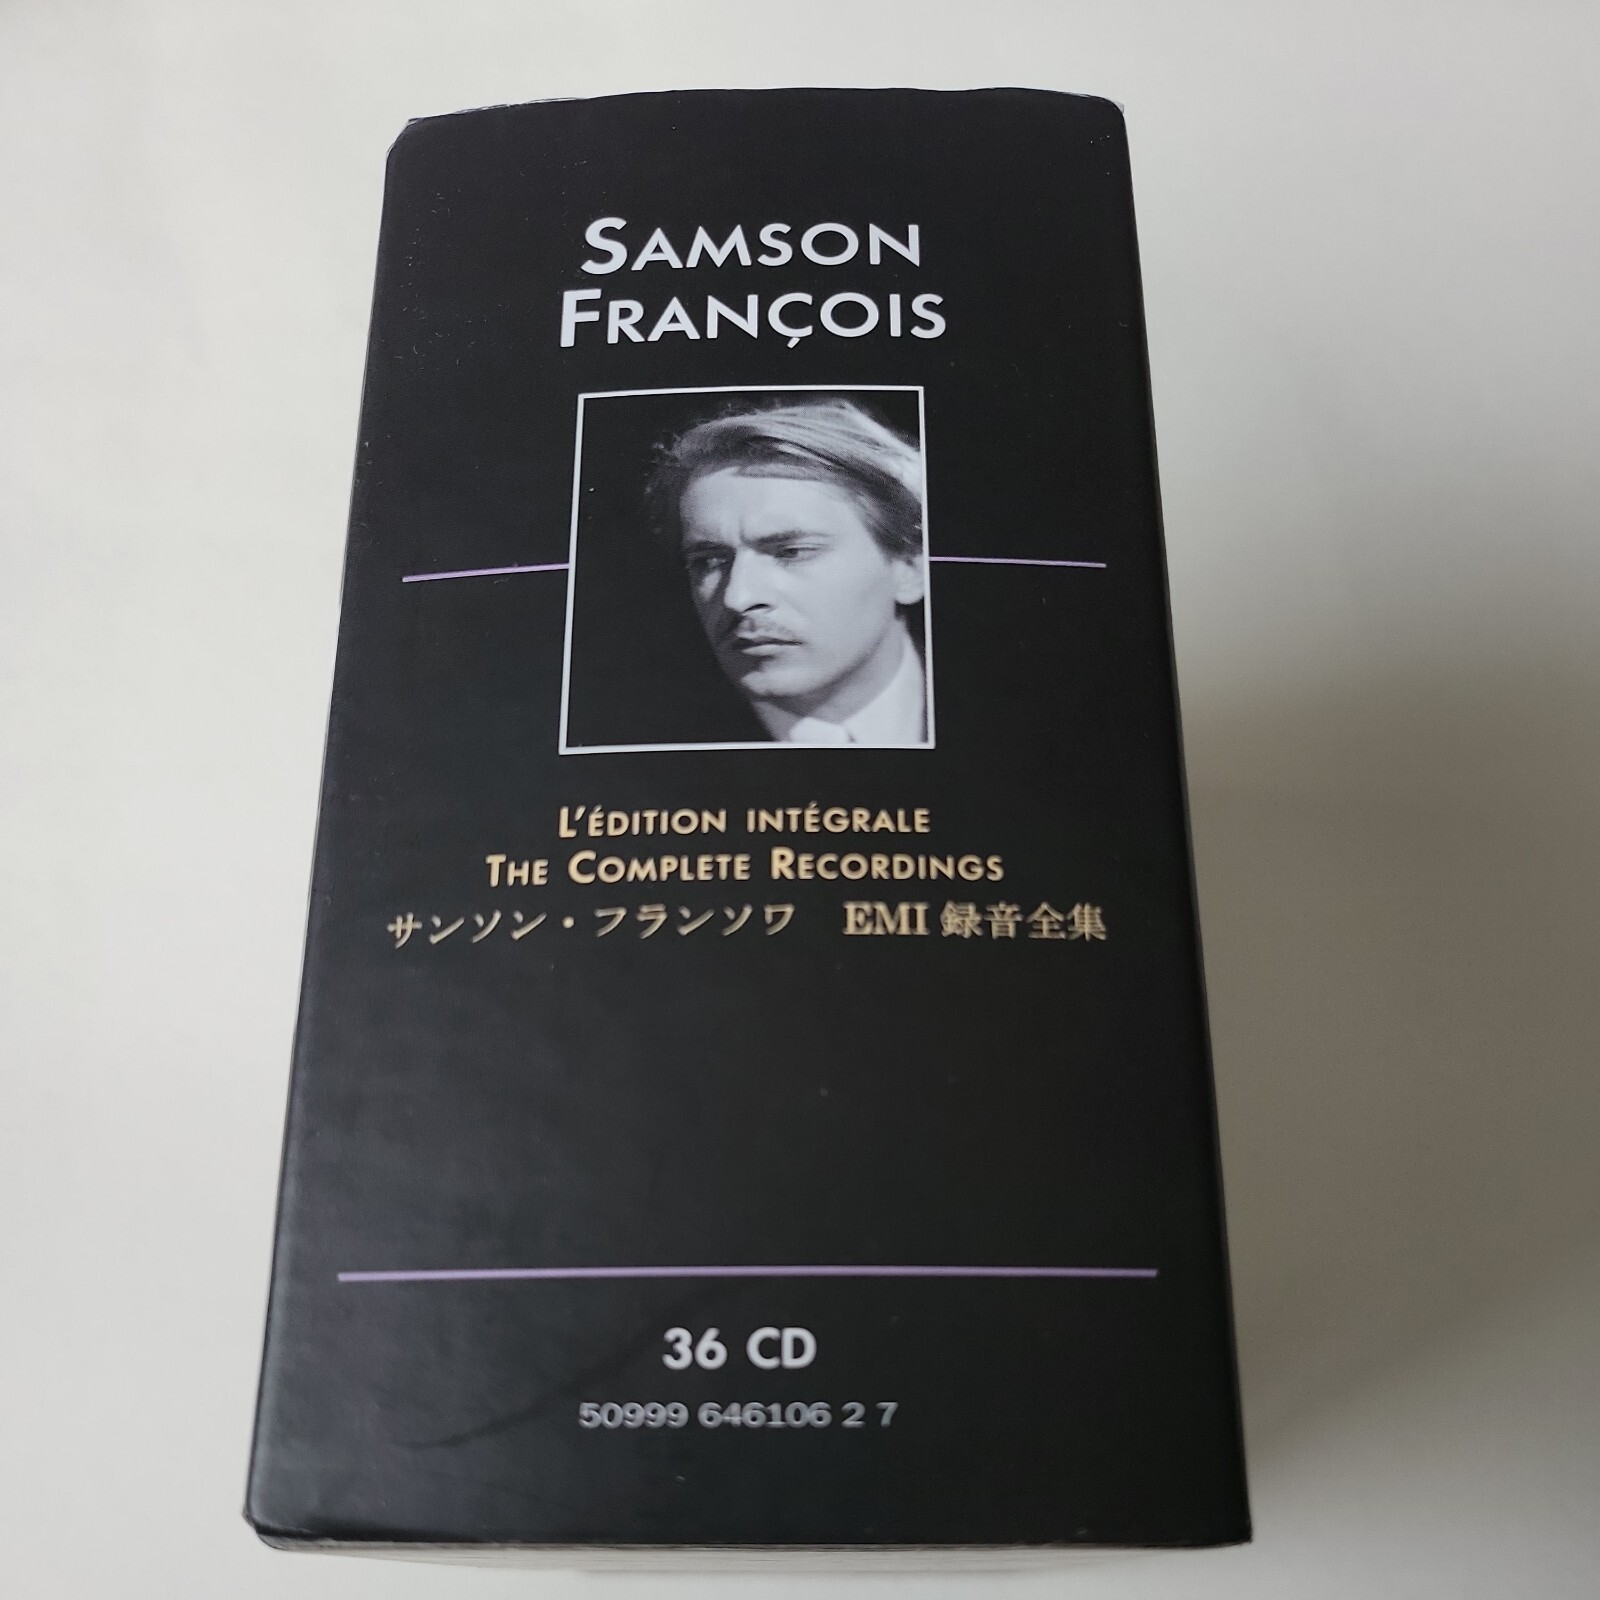 SAMSON
FRANÇOIS
L'ÉDITION INTÉGRALE
THE COMPLETE RECORDINGS
サンソン・フランソワ　EMI 録音全集
36 CD
50999 646106 2 7